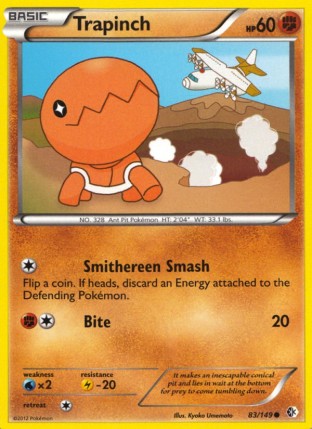 BASIC
Trapinch
HP60
NO. 328 Ant Pit Pokémon HT: 2'04" WT: 33.1 lbs.
Smithereen Smash
Flip a coin. If heads, discard an Energy attached to the
Defending Pokémon.
Bite 20
weakness
×2
resistance
-20
retreat
It makes an inescapable conical
pit and lies in wait at the bottom
for prey to come tumbling down.
Illus. Kyoko Umemoto
83/149
©2012 Pokémon